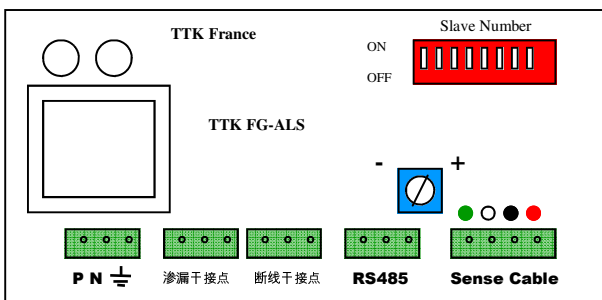 Slave Number
TTK France
ON
OFF
TTK FG-ALS
- +
P N
渗漏干接点
断线干接点
RS485
Sense Cable